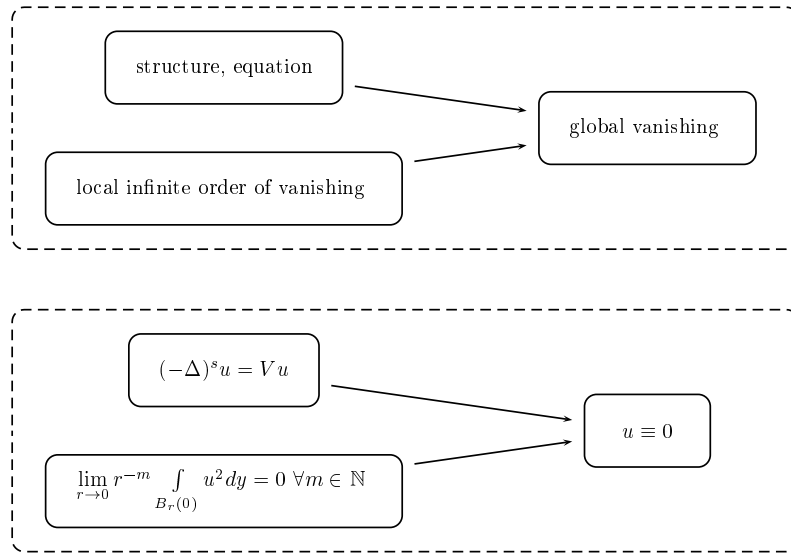 structure, equation
global vanishing
local infinite order of vanishing
(−Δ)^s u = V u
u ≡ 0
lim_{r→0} r^{−m} ∫_{B_r(0)} u^2 dy = 0 ∀m ∈ ℕ